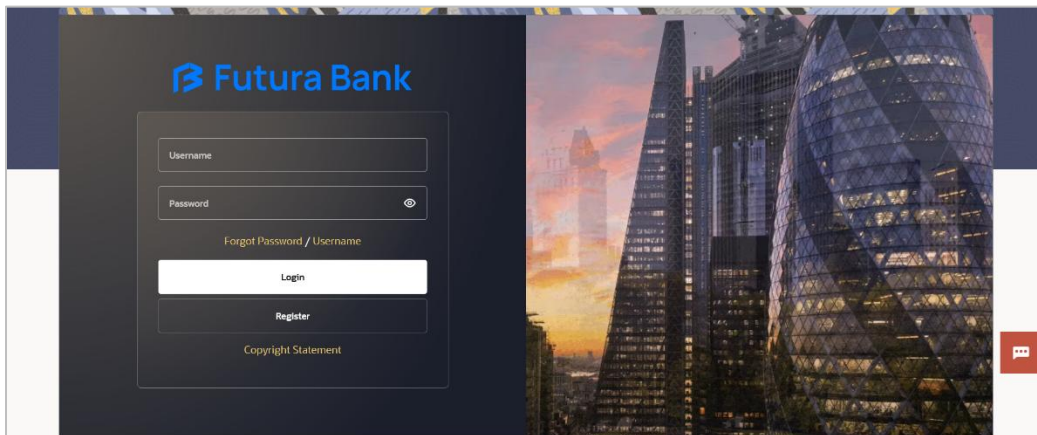 Futura Bank
Username
Password
Forgot Password / Username
Login
Register
Copyright Statement